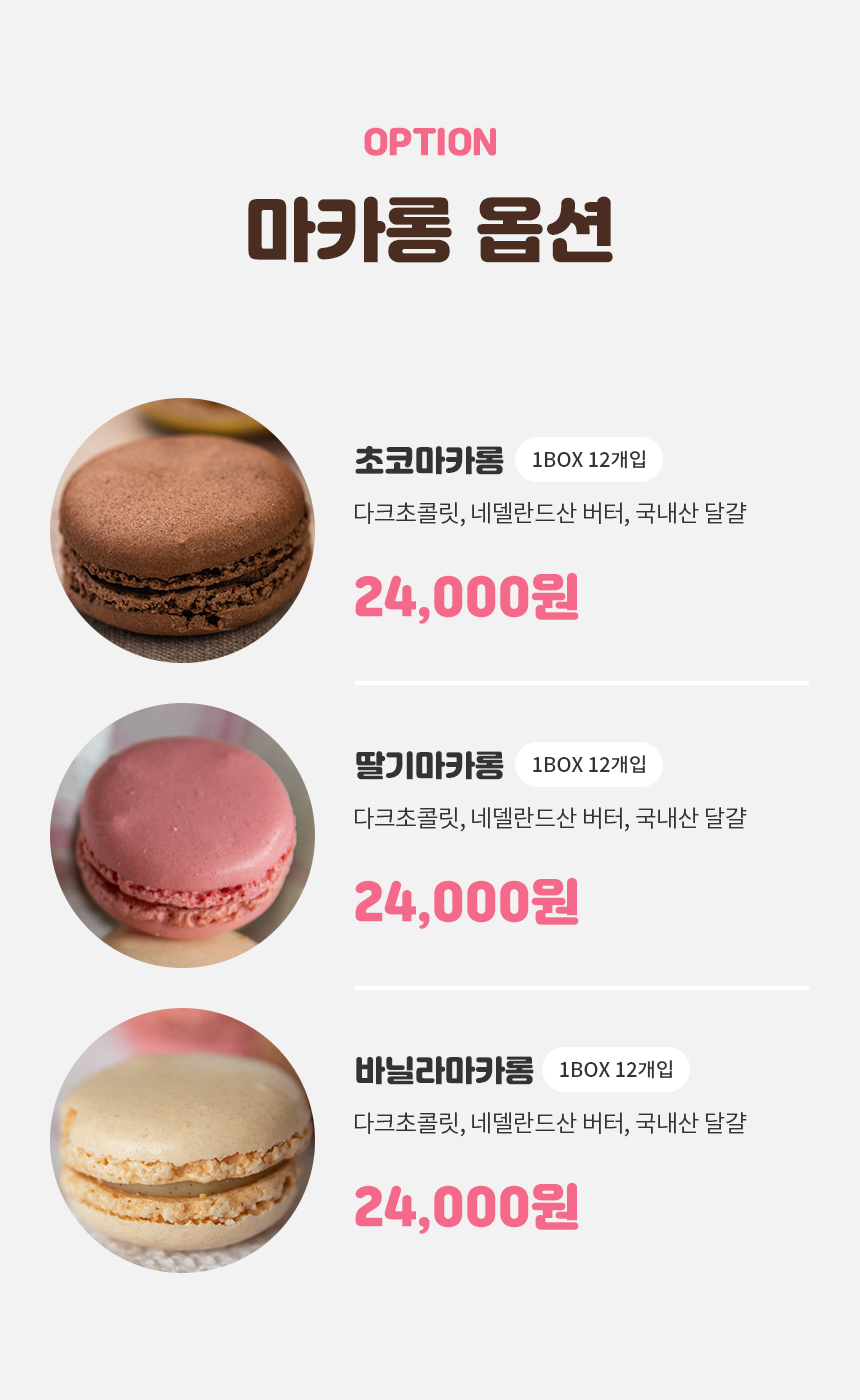 OPTION
마카롱 옵션
초코마카롱 1BOX 12개입
다크초콜릿, 네델란드산 버터, 국내산 달걀
24,000원
딸기마카롱 1BOX 12개입
다크초콜릿, 네델란드산 버터, 국내산 달걀
24,000원
바닐라마카롱 1BOX 12개입
다크초콜릿, 네델란드산 버터, 국내산 달걀
24,000원